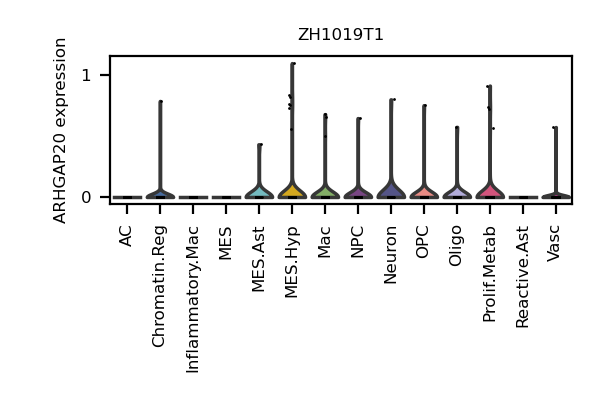 ZH1019T1
ARHGAP20 expression
1
0
AC
Chromatin.Reg
Inflammatory.Mac
MES
MES.Ast
MES.Hyp
Mac
NPC
Neuron
OPC
Oligo
Prolif.Metab
Reactive.Ast
Vasc